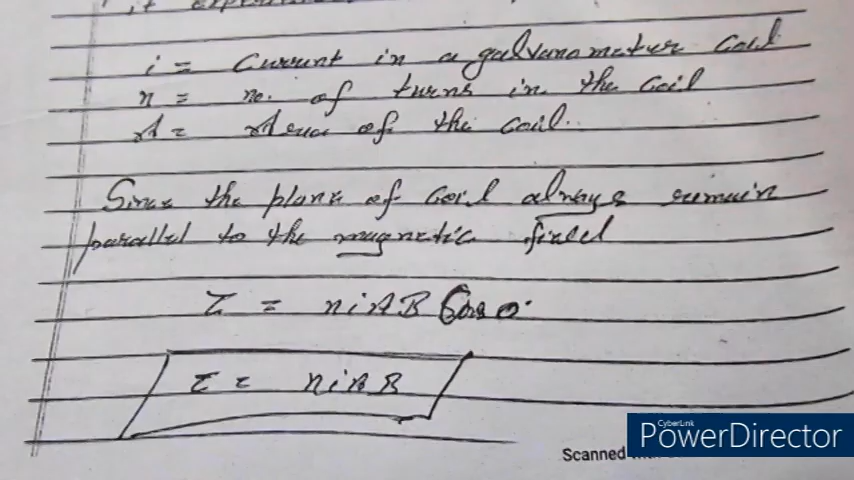 i = Current in a galvanometer coil
n = no. of turns in the coil
A = Area of the coil.
Since the plane of coil always remain
parallel to the magnetic field
τ = niAB Cos 0°
τ = niAB
CyberLink
PowerDirector
Scanned